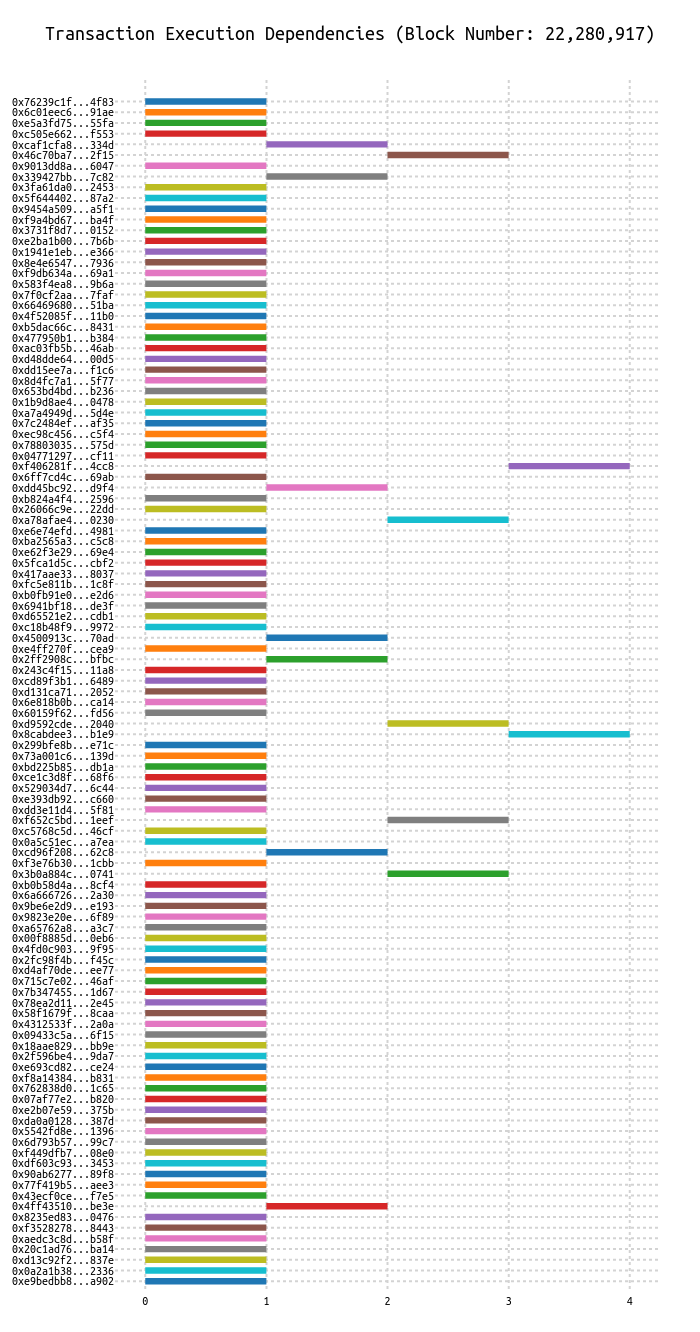 Transaction Execution Dependencies (Block Number: 22,280,917)
0x76239c1f...4f83
0x6c01eec6...91ae
0xe5a3fd75...55fa
0xc505e662...f553
0xcaf1cfa8...334d
0x46c70ba7...2f15
0x9013dd8a...6047
0x339427bb...7c82
0x3fa61da0...2453
0x5f644402...87a2
0x9454a509...a5f1
0xf9a4bd67...ba4f
0x3731f8d7...0152
0xe2ba1b00...7b6b
0x1941e1eb...e366
0x8e4e6547...7936
0xf9db634a...69a1
0x583f4ea8...9b6a
0x7f0cf2aa...7faf
0x66469680...51ba
0x4f52085f...11b0
0xb5dac66c...8431
0x477950b1...b384
0xac03fb5b...46ab
0xd48dde64...00d5
0xdd15ee7a...f1c6
0x8d4fc7a1...5f77
0x653bd4bd...b236
0x1b9d8ae4...0478
0xa7a4949d...5d4e
0x7c2484ef...af35
0xec98c456...c5f4
0x78803035...575d
0x04771297...cf11
0xf406281f...4cc8
0x6ff7cd4c...69ab
0xdd45bc92...d9f4
0xb824a4f4...2596
0x26066c9e...22dd
0xa78afae4...0230
0xe6e74efd...4981
0xba2565a3...c5c8
0xe62f3e29...69e4
0x5fca1d5c...cbf2
0x417aae33...8037
0xfc5e811b...1c8f
0xb0fb91e0...e2d6
0x6941bf18...de3f
0xd65521e2...cdb1
0xc18b48f9...9972
0x4500913c...70ad
0xe4ff270f...cea9
0x2ff2908c...bfbc
0x243c4f15...11a8
0xcd89f3b1...6489
0xd131ca71...2052
0x6e818b0b...ca14
0x60159f62...fd56
0xd9592cde...2040
0x8cabdee3...b1e9
0x299bfe8b...e71c
0x73a001c6...139d
0xbd225b85...db1a
0xce1c3d8f...68f6
0x529034d7...6c44
0xe393db92...c660
0xdd3e11d4...5f81
0xf652c5bd...1eef
0xc5768c5d...46cf
0x0a5c51ec...a7ea
0xcd96f208...62c8
0xf3e76b30...1cbb
0x3b0a884c...0741
0xb0b58d4a...8cf4
0x6a666726...2a30
0x9be6e2d9...e193
0x9823e20e...6f89
0xa65762a8...a3c7
0x00f8885d...0eb6
0x4fd0c903...9f95
0x2fc98f4b...f45c
0xd4af70de...ee77
0x715c7e02...46af
0x7b347455...1d67
0x78ea2d11...2e45
0x58f1679f...8caa
0x4312533f...2a0a
0x09433c5a...6f15
0x18aae829...bb9e
0x2f596be4...9da7
0xe693cd82...ce24
0xf8a14384...b831
0x762838d0...1c65
0x07af77e2...b820
0xe2b07e59...375b
0xda0a0128...387d
0x5542fd8e...1396
0x6d793b57...99c7
0xf449dfb7...08e0
0xdf603c93...3453
0x90ab6277...89f8
0x77f419b5...aee3
0x43ecf0ce...f7e5
0x4ff43510...be3e
0x8235ed83...0476
0xf3528278...8443
0xaedc3c8d...b58f
0x20c1ad76...ba14
0xd13c92f2...837e
0x0a2a1b38...2336
0xe9bedbb8...a902
0 1 2 3 4